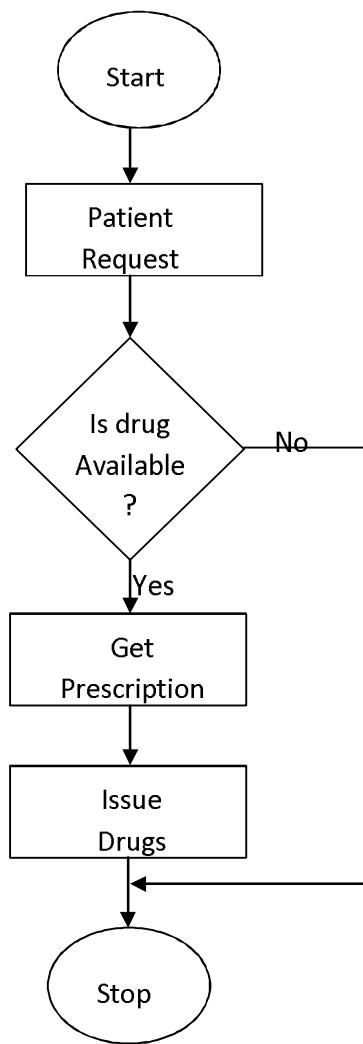 Start
Patient
Request
Is drug
Available
?
No
Yes
Get
Prescription
Issue
Drugs
Stop